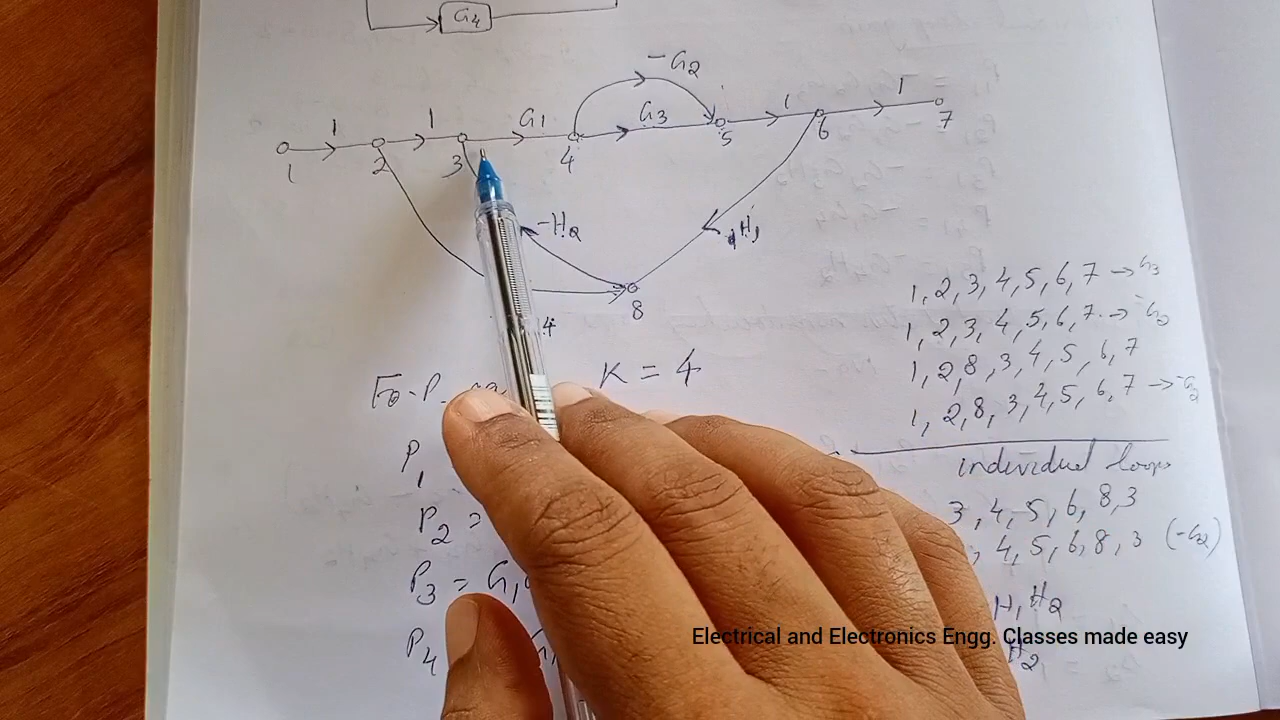 G4
-G2
1 1 G1 G3 1 1
1 2 3 4 5 6 7
-H2 H1
8
4
K = 4
1, 2, 3, 4, 5, 6, 7 → G3
1, 2, 3, 4, 5, 6, 7 → -G2
1, 2, 8, 3, 4, 5, 6, 7
1, 2, 8, 3, 4, 5, 6, 7 → -G2
individual loops
3, 4, 5, 6, 8, 3
, 4, 5, 6, 8, 3 (-G2)
H1 H2
H2
P1
P2 =
P3 = G1
P4
Electrical and Electronics Engg. Classes made easy